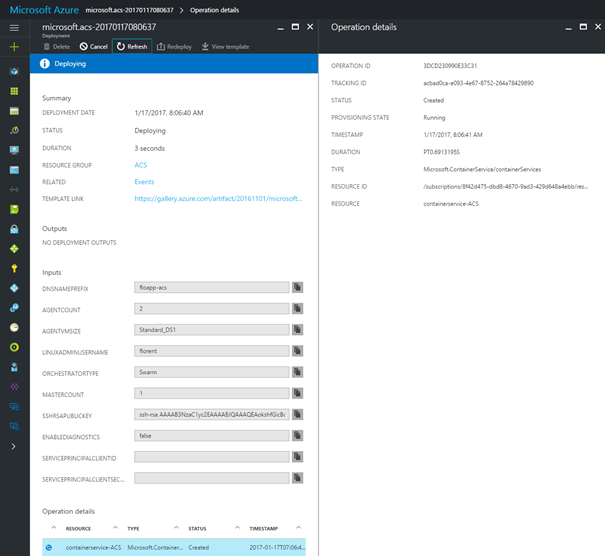 Microsoft Azure microsoft.acs-20170117080637 > Operation details
microsoft.acs-20170117080637
Deployment
Delete Cancel Refresh Redeploy View template
Deploying
Summary
DEPLOYMENT DATE 1/17/2017, 8:06:40 AM
STATUS Deploying
DURATION 3 seconds
RESOURCE GROUP ACS
RELATED Events
TEMPLATE LINK https://gallery.azure.com/artifact/20161101/microsoft...
Outputs
NO DEPLOYMENT OUTPUTS
Inputs
DNSNAMEPREFIX floapp-acs
AGENTCOUNT 2
AGENTVMSIZE Standard_DS1
LINUXADMINUSERNAME florent
ORCHESTRATORTYPE Swarm
MASTERCOUNT 1
SSHRSAPUBLICKEY ssh-rsa
ENABLEDIAGNOSTICS false
SERVICEPRINCIPALCLIENTID
SERVICEPRINCIPALCLIENTSEC...
Operation details
RESOURCE TYPE STATUS TIMESTAMP
containerservice-ACS Microsoft.Container... Created 2017-01-17T07:06:4...
Operation details
OPERATION ID 3DCD230990E33C31
TRACKING ID acbad0ca-e093-4e67-8752-264a78429890
STATUS Created
PROVISIONING STATE Running
TIMESTAMP 1/17/2017, 8:06:41 AM
DURATION PT0.6913195S
TYPE Microsoft.ContainerService/containerServices
RESOURCE ID /subscriptions/8f42d475-dbd8-4670-9ad3-429d648a4ebb/res...
RESOURCE containerservice-ACS